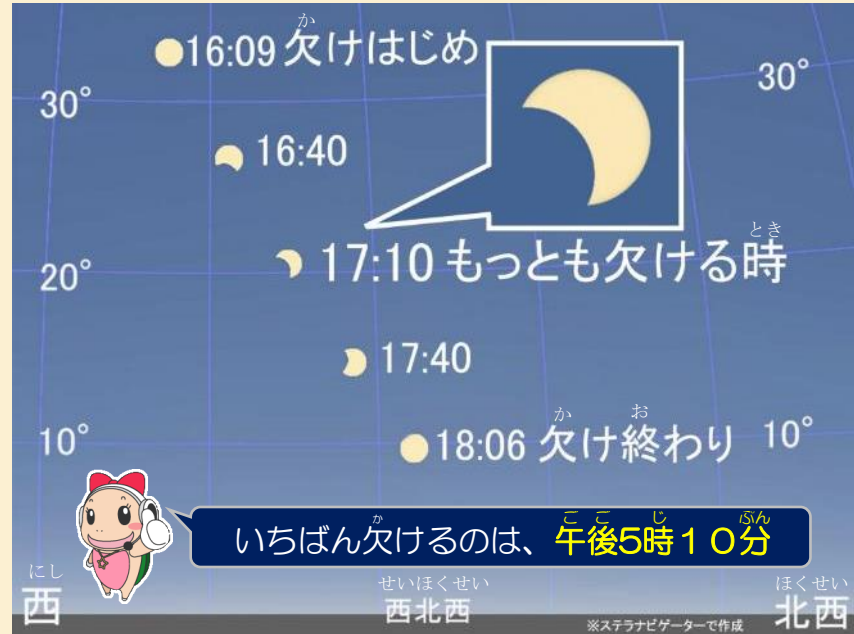 か
16:09 欠けはじめ
30°
30°
16:40
とき
17:10 もっとも欠ける時
20°
17:40
か お
18:06 欠け終わり
10°
10°
か ご ご じ ぷん
いちばん欠けるのは、午後5時10分
にし
西
せいほくせい
西北西
ほくせい
北西
※ステラナビゲーターで作成